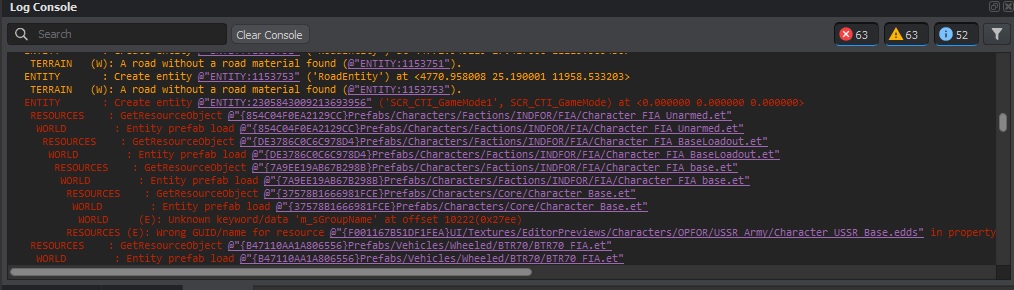 Log Console
Search
Clear Console
63
63
52
TERRAIN (W): A road without a road material found (@"ENTITY:1153751").
ENTITY : Create entity @"ENTITY:1153753" ('RoadEntity') at <4770.958008 25.190001 11958.533203>
TERRAIN (W): A road without a road material found (@"ENTITY:1153753").
ENTITY : Create entity @"ENTITY:2305843009213693956" ('SCR_CTI_GameMode1', SCR_CTI_GameMode) at <0.000000 0.000000 0.000000>
RESOURCES : GetResourceObject @"{854C04F0EA2129CC}Prefabs/Characters/Factions/INDFOR/FIA/Character_FIA_Unarmed.et"
WORLD : Entity prefab load @"{854C04F0EA2129CC}Prefabs/Characters/Factions/INDFOR/FIA/Character_FIA_Unarmed.et"
RESOURCES : GetResourceObject @"{DE3786C0C6C978D4}Prefabs/Characters/Factions/INDFOR/FIA/Character_FIA_BaseLoadout.et"
WORLD : Entity prefab load @"{DE3786C0C6C978D4}Prefabs/Characters/Factions/INDFOR/FIA/Character_FIA_BaseLoadout.et"
RESOURCES : GetResourceObject @"{7A9EE19AB67B298B}Prefabs/Characters/Factions/INDFOR/FIA/Character_FIA_base.et"
WORLD : Entity prefab load @"{7A9EE19AB67B298B}Prefabs/Characters/Factions/INDFOR/FIA/Character_FIA_base.et"
RESOURCES : GetResourceObject @"{37578B1666981FCE}Prefabs/Characters/Core/Character_Base.et"
WORLD : Entity prefab load @"{37578B1666981FCE}Prefabs/Characters/Core/Character_Base.et"
WORLD (E): Unknown keyword/data 'm_sGroupName' at offset 10222(0x27ee)
RESOURCES (E): Wrong GUID/name for resource @"{F001167B51DF1FEA}UI/Textures/EditorPreviews/Characters/OPFOR/USSR_Army/Character_USSR_Base.edds" in property
RESOURCES : GetResourceObject @"{B47110AA1A806556}Prefabs/Vehicles/Wheeled/BTR70/BTR70_FIA.et"
WORLD : Entity prefab load @"{B47110AA1A806556}Prefabs/Vehicles/Wheeled/BTR70/BTR70_FIA.et"